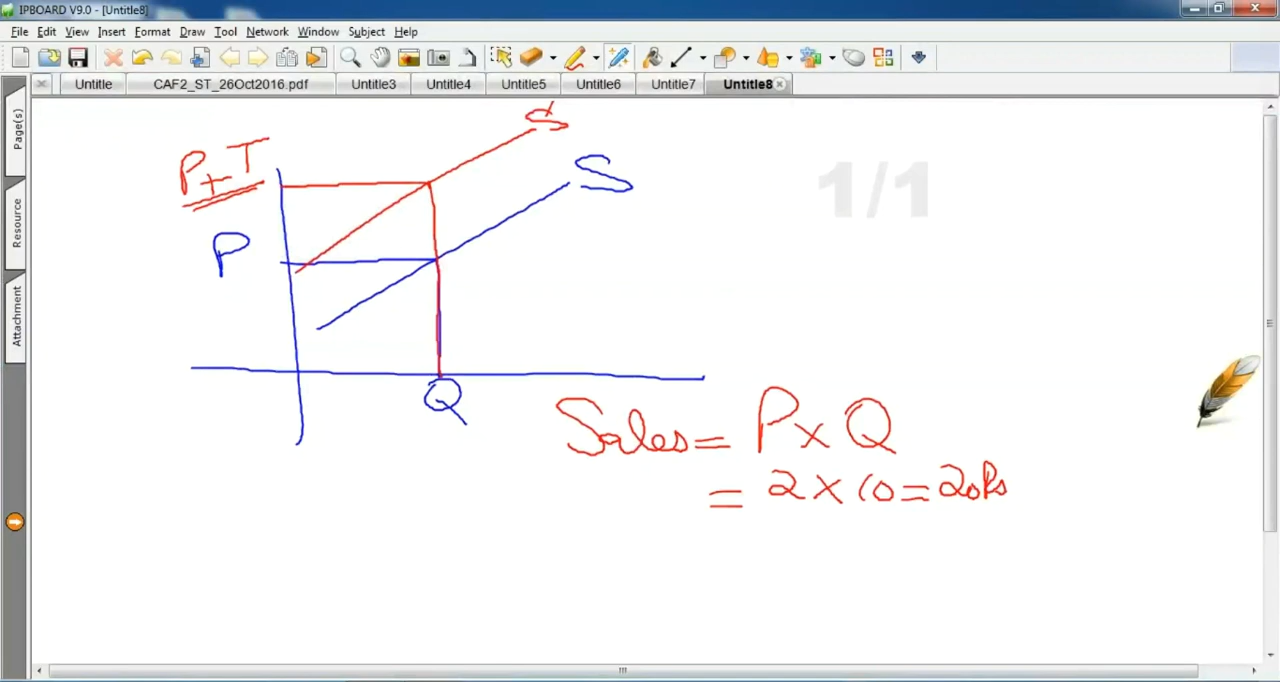 IPBOARD V9.0 - [Untitle8]
File Edit View Insert Format Draw Tool Network Window Subject Help
Untitle CAF2_ST_26Oct2016.pdf Untitle3 Untitle4 Untitle5 Untitle6 Untitle7 Untitle8
Page(s)
Resource
Attachment
1/1
S
P+T
S
P
Q
Sales = P x Q
= 2 x 10 = 20Rs